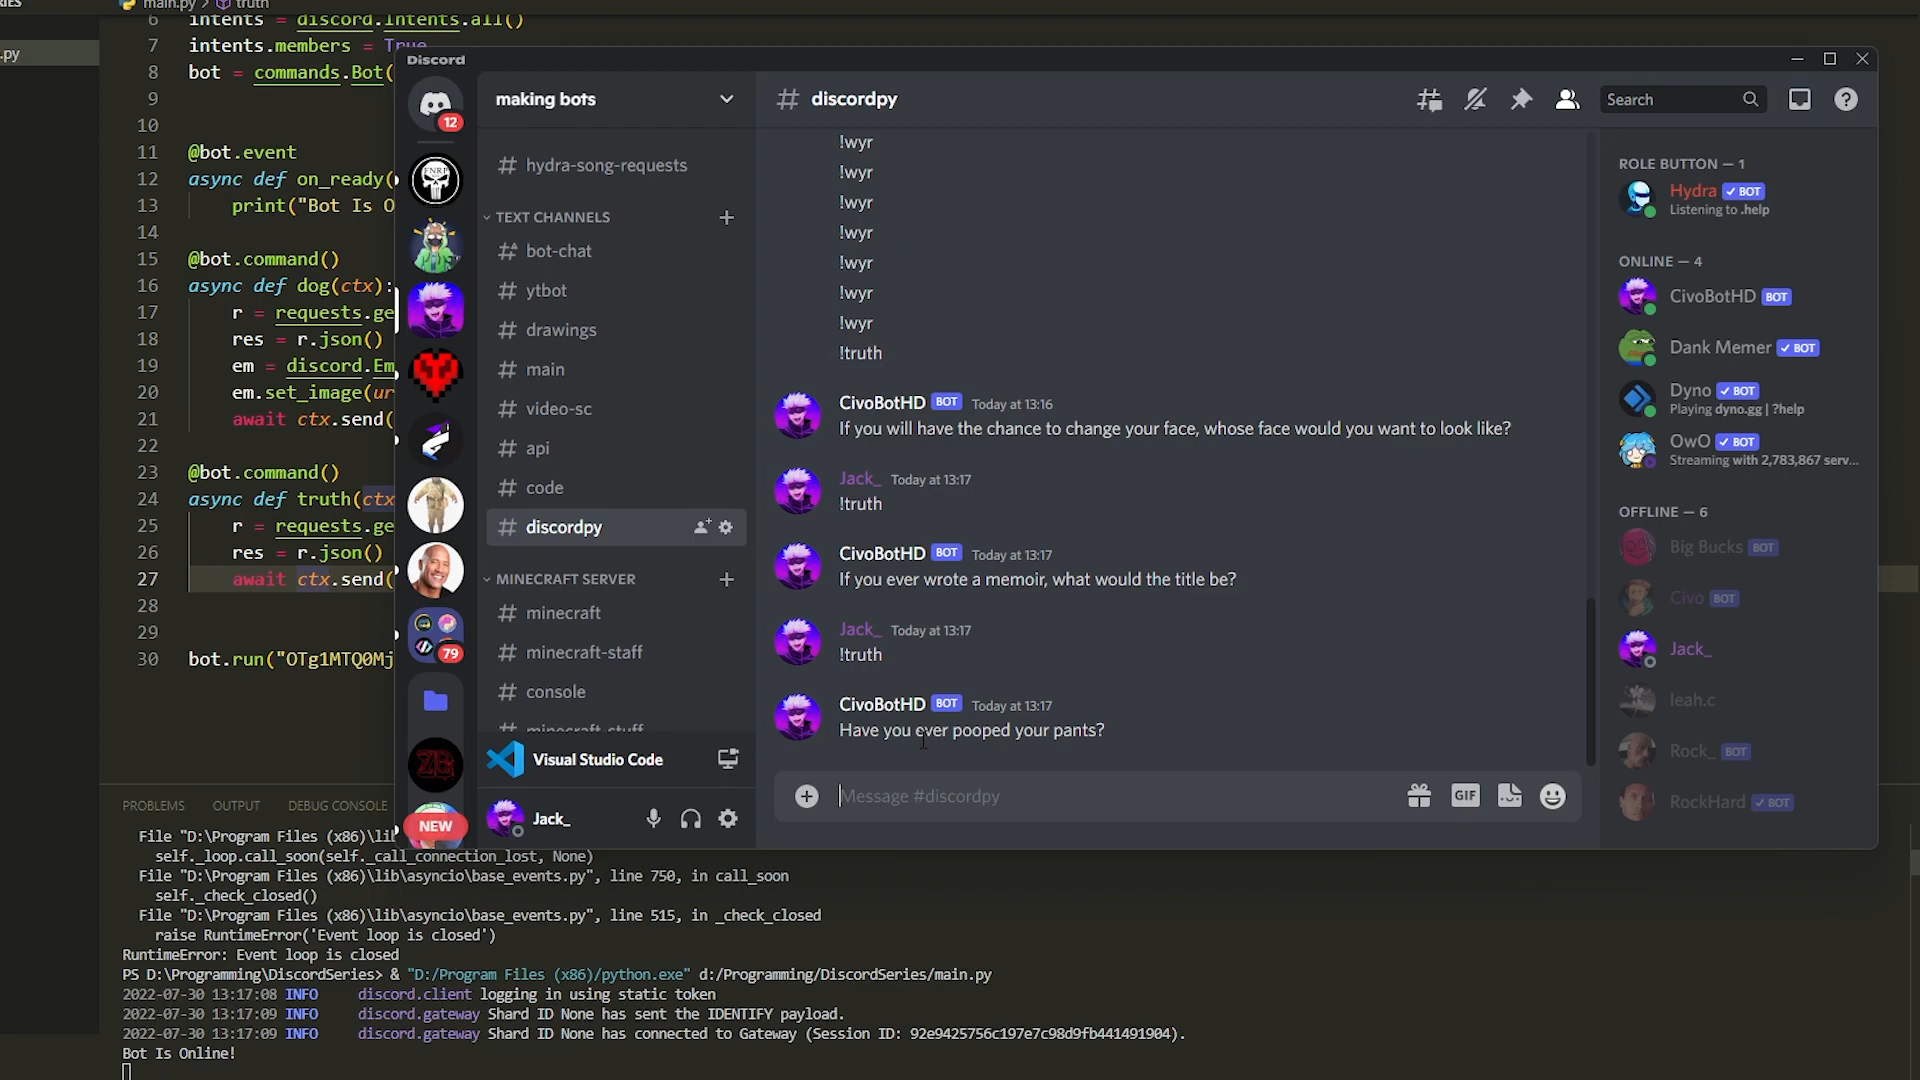 main.py > truth
6 intents = discord.Intents.all()
7 intents.members = True
8 bot = commands.Bot(
9
10
11 @bot.event
12 async def on_ready(
13 print("Bot Is O
14
15 @bot.command()
16 async def dog(ctx):
17 r = requests.ge
18 res = r.json()
19 em = discord.Em
20 em.set_image(ur
21 await ctx.send(
22
23 @bot.command()
24 async def truth(ctx
25 r = requests.ge
26 res = r.json()
27 await ctx.send(
28
29
30 bot.run("OTg1MTQ0Mj
.py
Discord
12
FNRP
79
NEW
making bots
hydra-song-requests
TEXT CHANNELS
bot-chat
ytbot
drawings
main
video-sc
api
code
discordpy
MINECRAFT SERVER
minecraft
minecraft-staff
console
minecraft-stuff
Visual Studio Code
Jack_
# discordpy
Search
!wyr
!wyr
!wyr
!wyr
!wyr
!wyr
!wyr
!truth
CivoBotHD BOT Today at 13:16
If you will have the chance to change your face, whose face would you want to look like?
Jack_ Today at 13:17
!truth
CivoBotHD BOT Today at 13:17
If you ever wrote a memoir, what would the title be?
Jack_ Today at 13:17
!truth
CivoBotHD BOT Today at 13:17
Have you ever pooped your pants?
Message #discordpy
GIF
ROLE BUTTON — 1
Hydra BOT
Listening to .help
ONLINE — 4
CivoBotHD BOT
Dank Memer BOT
Dyno BOT
Playing dyno.gg | ?help
OwO BOT
Streaming with 2,783,867 serv...
OFFLINE — 6
Big Bucks BOT
Civo BOT
Jack_
leah.c
Rock_ BOT
RockHard BOT
PROBLEMS OUTPUT DEBUG CONSOLE
File "D:\Program Files (x86)\lib
self._loop.call_soon(self._call_connection_lost, None)
File "D:\Program Files (x86)\lib\asyncio\base_events.py", line 750, in call_soon
self._check_closed()
File "D:\Program Files (x86)\lib\asyncio\base_events.py", line 515, in _check_closed
raise RuntimeError('Event loop is closed')
RuntimeError: Event loop is closed
PS D:\Programming\DiscordSeries> & "D:/Program Files (x86)/python.exe" d:/Programming/DiscordSeries/main.py
2022-07-30 13:17:08 INFO discord.client logging in using static token
2022-07-30 13:17:09 INFO discord.gateway Shard ID None has sent the IDENTIFY payload.
2022-07-30 13:17:09 INFO discord.gateway Shard ID None has connected to Gateway (Session ID: 92e9425756c197e7c98d9fb441491904).
Bot Is Online!